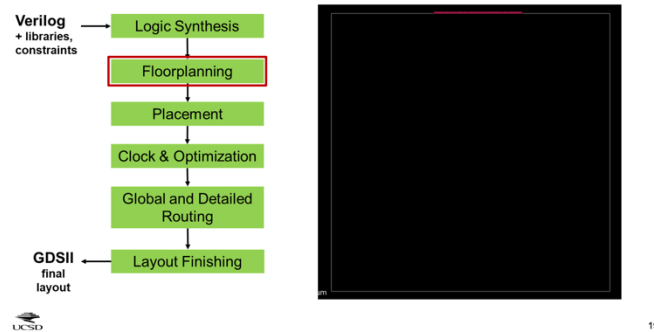 Verilog
+ libraries,
constraints
Logic Synthesis
Floorplanning
Placement
Clock & Optimization
Global and Detailed
Routing
Layout Finishing
GDSII
final
layout
um
UCSD